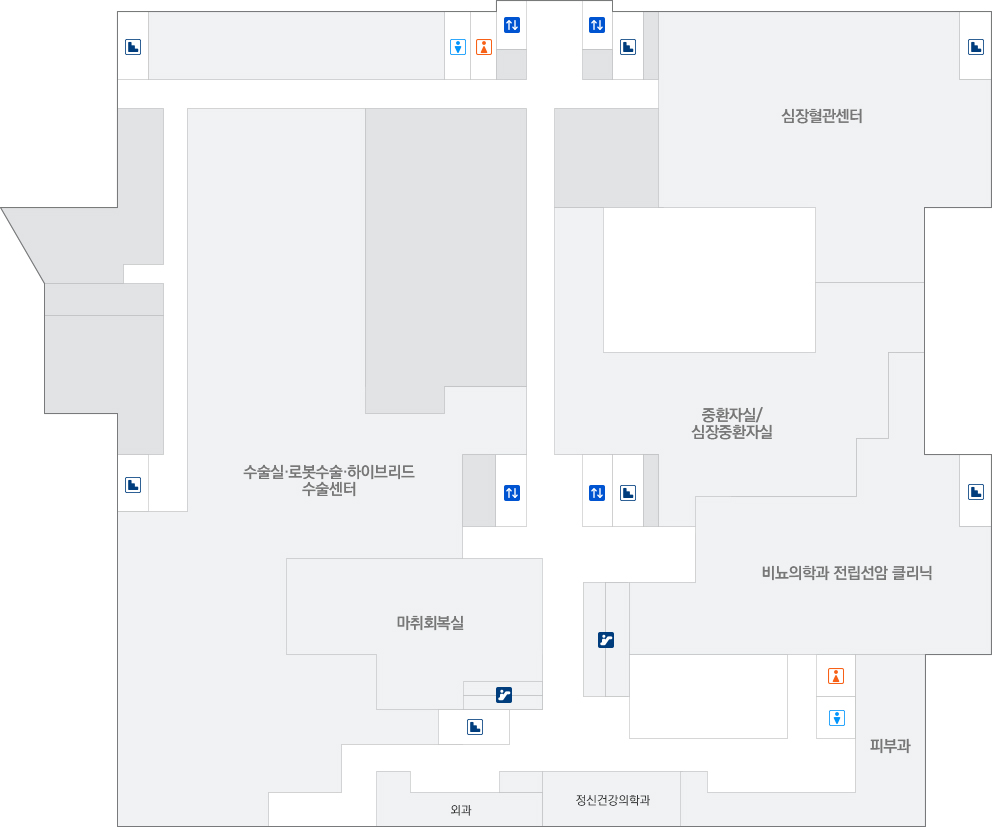 심장혈관센터
중환자실/
심장중환자실
수술실·로봇수술·하이브리드
수술센터
비뇨의학과 전립선암 클리닉
마취회복실
피부과
정신건강의학과
외과